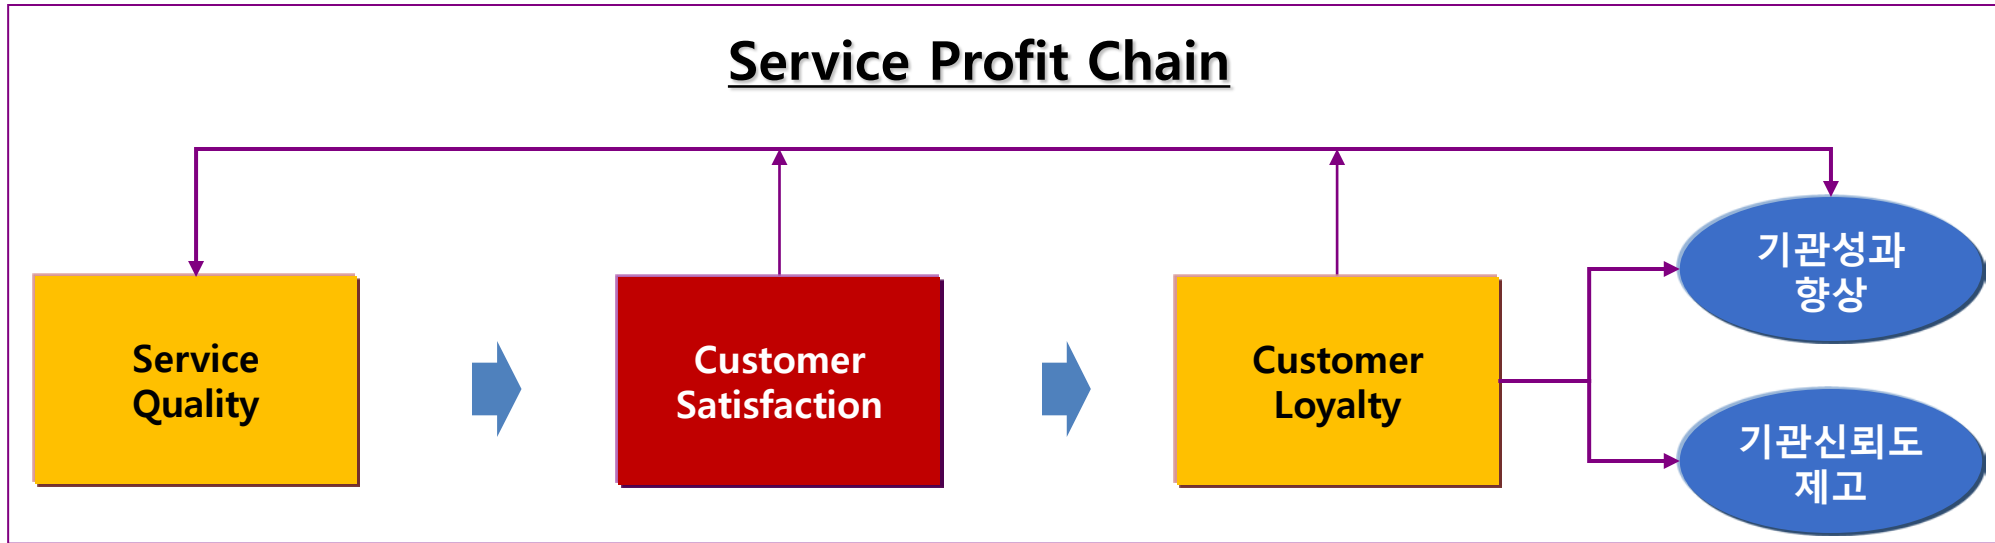 Service Profit Chain
Service
Quality
Customer
Satisfaction
Customer
Loyalty
기관성과
향상
기관신뢰도
제고